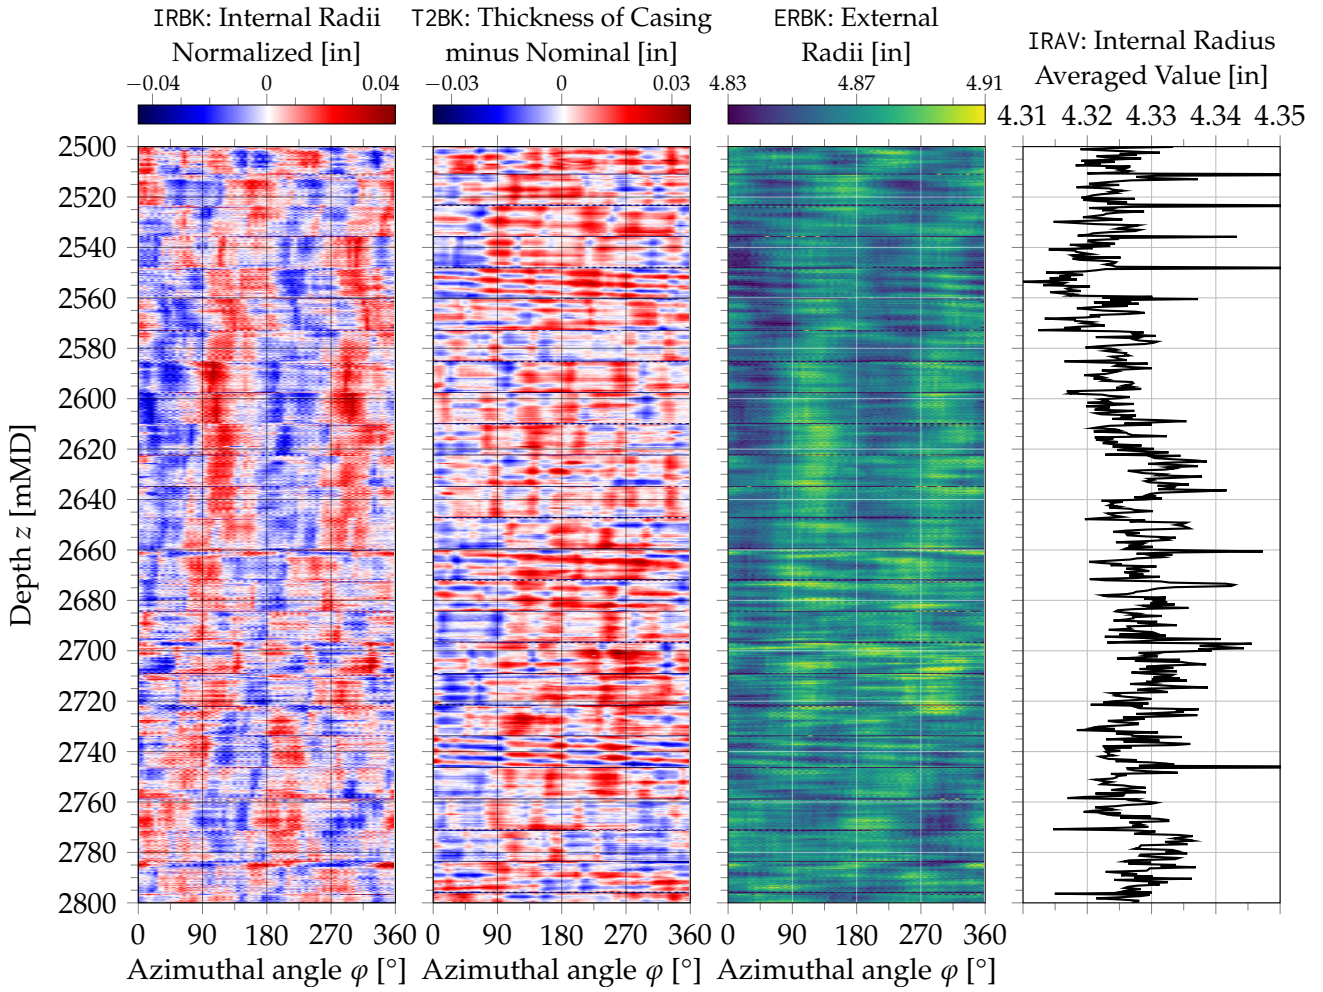 IRBK: Internal Radii
Normalized [in]
−0.04 0 0.04
T2BK: Thickness of Casing
minus Nominal [in]
−0.03 0 0.03
ERBK: External
Radii [in]
4.83 4.87 4.91
IRAV: Internal Radius
Averaged Value [in]
4.31 4.32 4.33 4.34 4.35
Depth z [mMD]
2500
2520
2540
2560
2580
2600
2620
2640
2660
2680
2700
2720
2740
2760
2780
2800
0 90 180 270 360
Azimuthal angle φ [°]
0 90 180 270 360
Azimuthal angle φ [°]
0 90 180 270 360
Azimuthal angle φ [°]